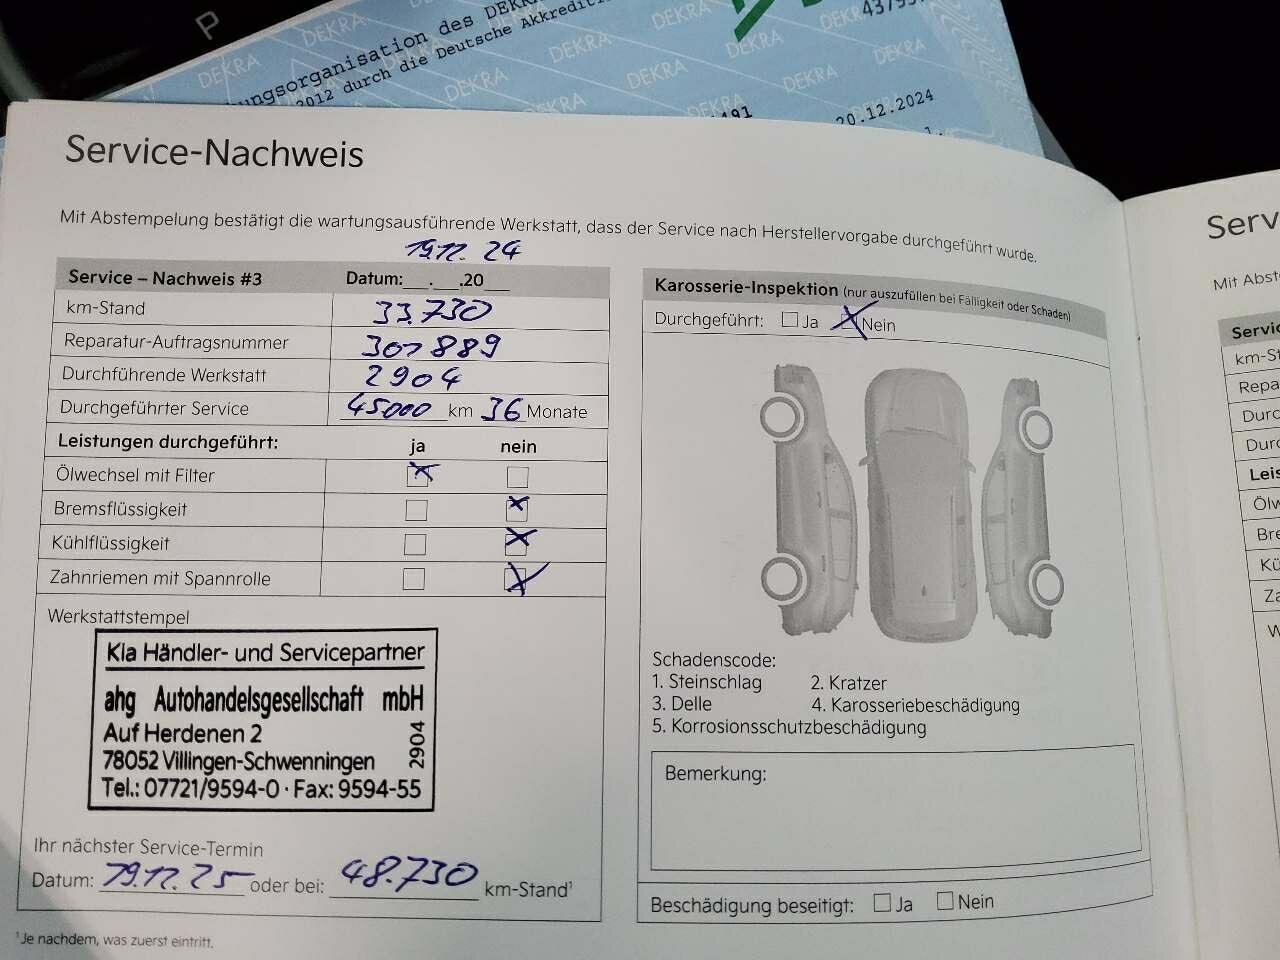 P
DEKRA
ungsorganisation des DEKRA
2012 durch die Deutsche Akkrediti
20.12.2024
Service-Nachweis
Mit Abstempelung bestätigt die wartungsausführende Werkstatt, dass der Service nach Herstellervorgabe durchgeführt wurde.
19.12. 24
Service – Nachweis #3 Datum:__.__.20__
km-Stand 33.730
Reparatur-Auftragsnummer 307889
Durchführende Werkstatt 2904
Durchgeführter Service 45000 km 36 Monate
Leistungen durchgeführt: ja nein
Ölwechsel mit Filter
Bremsflüssigkeit
Kühlflüssigkeit
Zahnriemen mit Spannrolle
Werkstattstempel
Kia Händler- und Servicepartner
ahg Autohandelsgesellschaft mbH
Auf Herdenen 2
78052 Villingen-Schwenningen
Tel.: 07721/9594-0 · Fax: 9594-55
2904
Ihr nächster Service-Termin
Datum: 19.12.25 oder bei: 48.730 km-Stand¹
¹Je nachdem, was zuerst eintritt.
Karosserie-Inspektion (nur auszufüllen bei Fälligkeit oder Schaden)
Durchgeführt: Ja Nein
Schadenscode:
1. Steinschlag 2. Kratzer
3. Delle 4. Karosseriebeschädigung
5. Korrosionsschutzbeschädigung
Bemerkung:
Beschädigung beseitigt: Ja Nein
Serv
Mit Abst
Servic
km-St
Repa
Durc
Durc
Leis
Ölw
Bre
Kü
Za
W